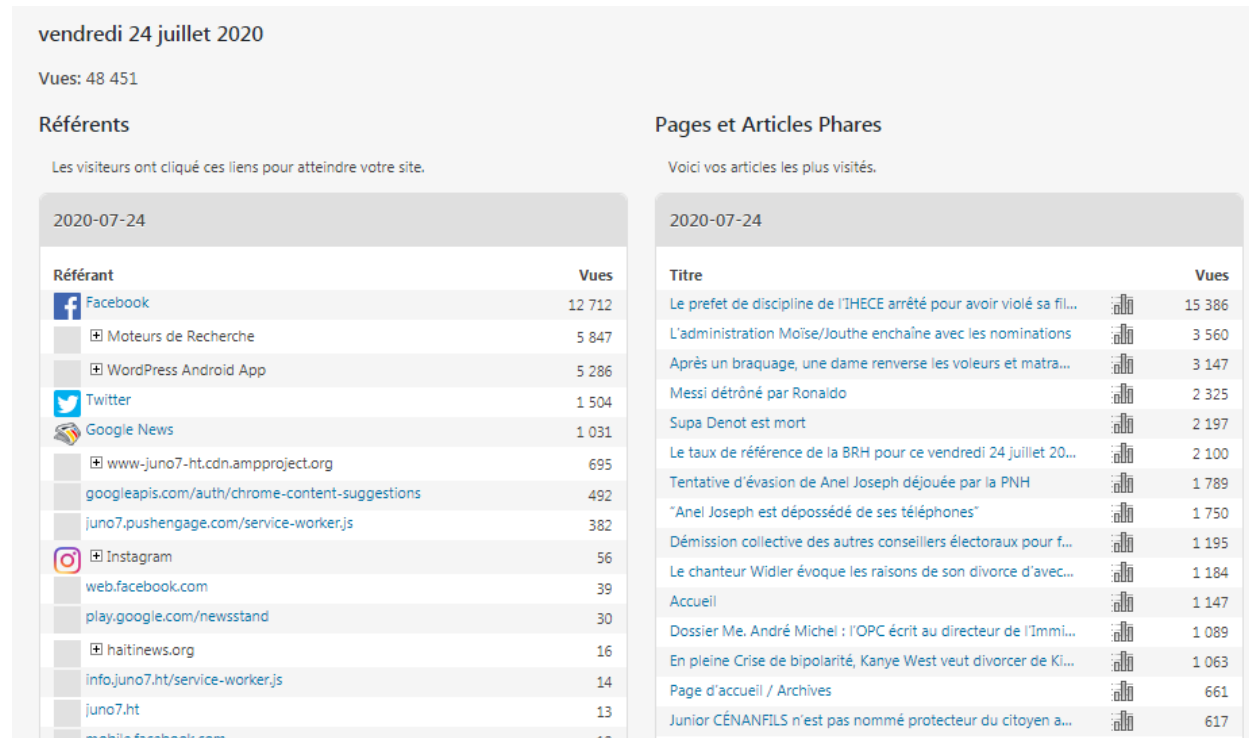 vendredi 24 juillet 2020
Vues: 48 451
Référents
Les visiteurs ont cliqué ces liens pour atteindre votre site.
2020-07-24
Référant Vues
Facebook 12 712
Moteurs de Recherche 5 847
WordPress Android App 5 286
Twitter 1 504
Google News 1 031
www-juno7-ht.cdn.ampproject.org 695
googleapis.com/auth/chrome-content-suggestions 492
juno7.pushengage.com/service-worker.js 382
Instagram 56
web.facebook.com 39
play.google.com/newsstand 30
haitinews.org 16
info.juno7.ht/service-worker.js 14
juno7.ht 13
mobile.facebook.com
Pages et Articles Phares
Voici vos articles les plus visités.
2020-07-24
Titre Vues
Le prefet de discipline de l'IHECE arrêté pour avoir violé sa fil... 15 386
L'administration Moïse/Jouthe enchaîne avec les nominations 3 560
Après un braquage, une dame renverse les voleurs et matra... 3 147
Messi détrôné par Ronaldo 2 325
Supa Denot est mort 2 197
Le taux de référence de la BRH pour ce vendredi 24 juillet 20... 2 100
Tentative d'évasion de Anel Joseph déjouée par la PNH 1 789
"Anel Joseph est dépossédé de ses téléphones" 1 750
Démission collective des autres conseillers électoraux pour f... 1 195
Le chanteur Widler évoque les raisons de son divorce d'avec... 1 184
Accueil 1 147
Dossier Me. André Michel : l'OPC écrit au directeur de l'Immi... 1 089
En pleine Crise de bipolarité, Kanye West veut divorcer de Ki... 1 063
Page d'accueil / Archives 661
Junior CÉNANFILS n'est pas nommé protecteur du citoyen a... 617